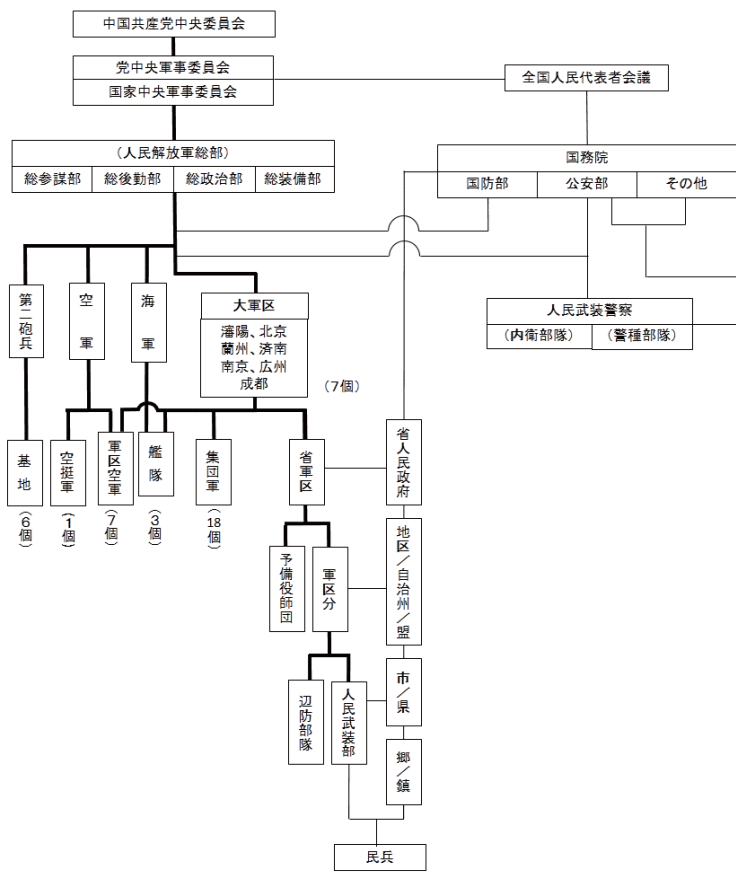 中国共産党中央委員会
党中央軍事委員会
国家中央軍事委員会
全国人民代表者会議
(人民解放軍総部)
総参謀部 総後勤部 総政治部 総装備部
国務院
国防部 公安部 その他
第二砲兵
空軍
海軍
大軍区
瀋陽、北京
蘭州、済南
南京、広州
成都
(7個)
人民武装警察
(内衛部隊) (警種部隊)
基地
(6個)
空挺軍
(1個)
軍区空軍
(7個)
艦隊
(3個)
集団軍
(18個)
省軍区
省人民政府
予備役師団
軍区分
地区/自治州/盟
辺防部隊
人民武装部
市/県
郷/鎮
民兵